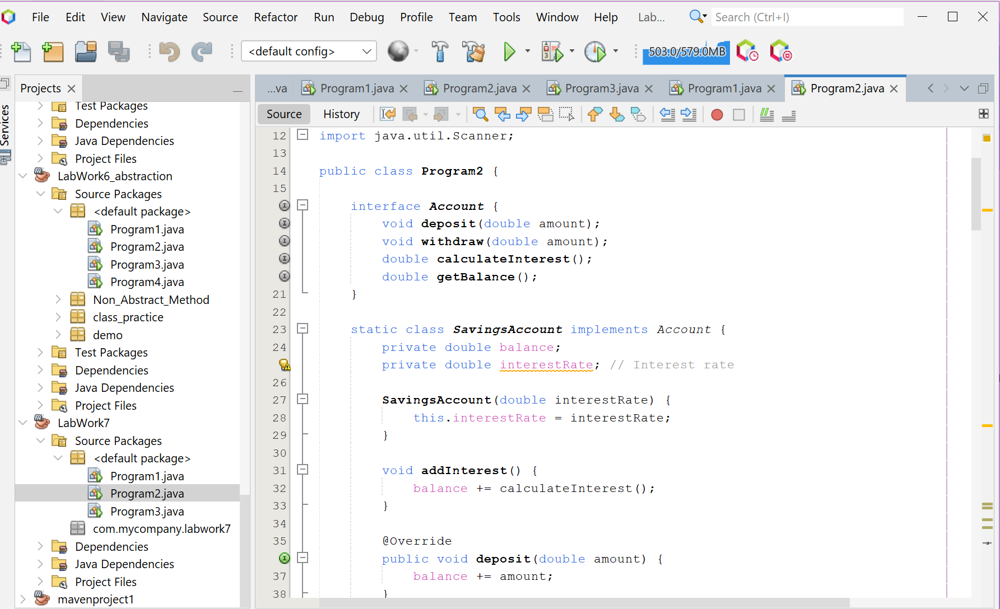 File Edit View Navigate Source Refactor Run Debug Profile Team Tools Window Help Lab... Search (Ctrl+I)
<default config> 503.0/579.0MB
Services
Projects
Test Packages
Dependencies
Java Dependencies
Project Files
LabWork6_abstraction
Source Packages
<default package>
Program1.java
Program2.java
Program3.java
Program4.java
Non_Abstract_Method
class_practice
demo
Test Packages
Dependencies
Java Dependencies
Project Files
LabWork7
Source Packages
<default package>
Program1.java
Program2.java
Program3.java
com.mycompany.labwork7
Dependencies
Java Dependencies
Project Files
mavenproject1
...va Program1.java Program2.java Program3.java Program1.java Program2.java
Source History
12 import java.util.Scanner;
13
14 public class Program2 {
15
interface Account {
void deposit(double amount);
void withdraw(double amount);
double calculateInterest();
double getBalance();
21 }
22
23 static class SavingsAccount implements Account {
24 private double balance;
private double interestRate; // Interest rate
26
27 SavingsAccount(double interestRate) {
28 this.interestRate = interestRate;
29 }
30
31 void addInterest() {
32 balance += calculateInterest();
33 }
34
35 @Override
public void deposit(double amount) {
37 balance += amount;
38 }